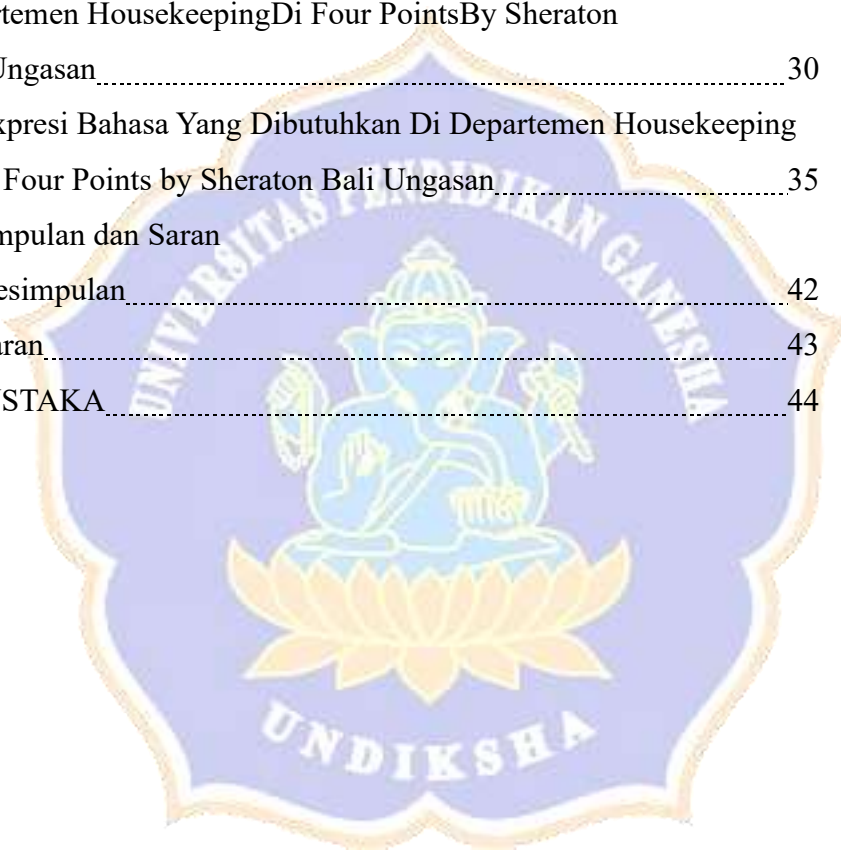 rtemen HousekeepingDi Four PointsBy Sheraton
Ungasan 30
kpresi Bahasa Yang Dibutuhkan Di Departemen Housekeeping
Four Points by Sheraton Bali Ungasan 35
mpulan dan Saran
esimpulan 42
aran 43
USTAKA 44
UNIVERSITAS PENDIDIKAN GANESHA
UNDIKSHA